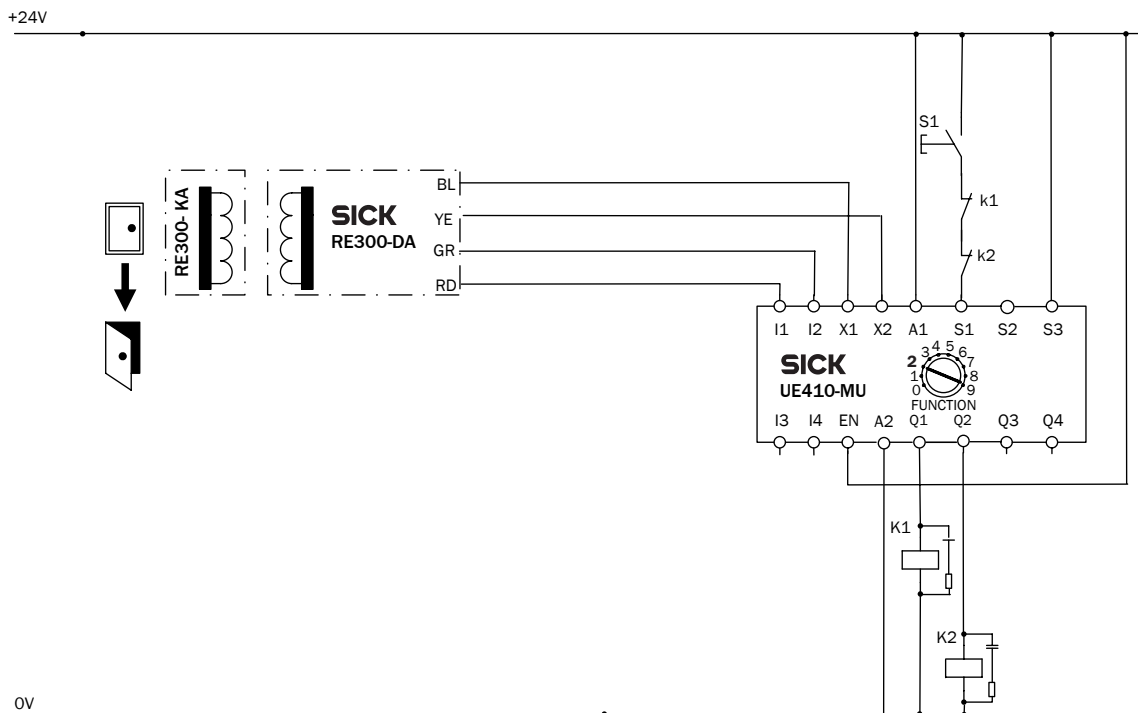 +24V
S1
k1
k2
RE300- KA
SICK
RE300-DA
BL
YE
GR
RD
I1 I2 X1 X2 A1 S1 S2 S3
SICK
UE410-MU
0 1 2 3 4 5 6 7 8 9
FUNCTION
I3 I4 EN A2 Q1 Q2 Q3 Q4
K1
K2
0V